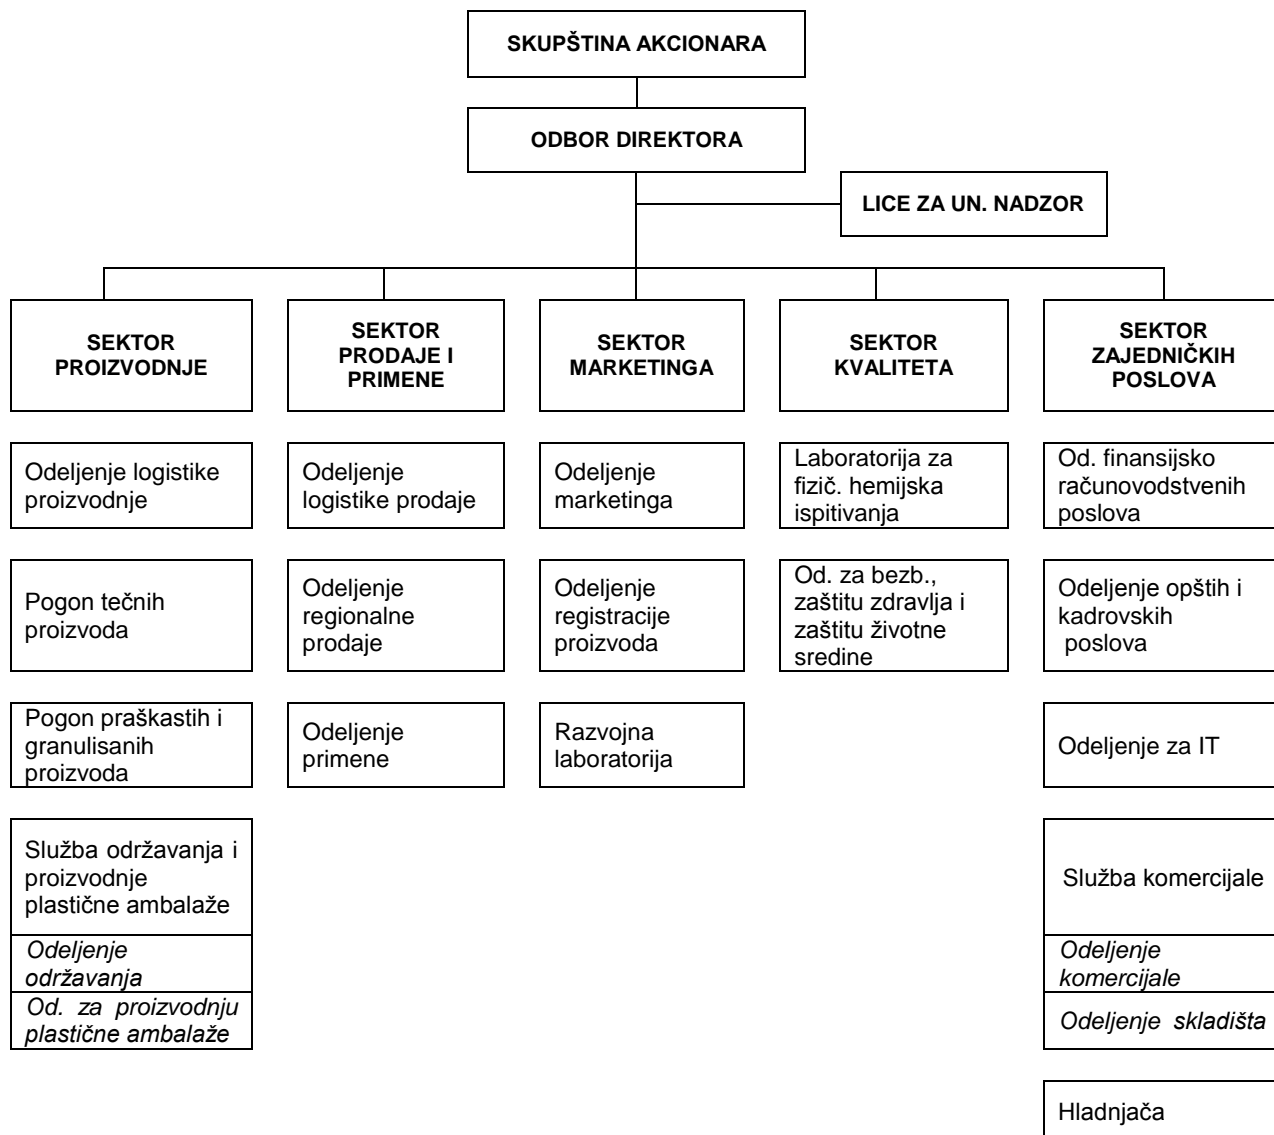 SKUPŠTINA AKCIONARA
ODBOR DIREKTORA
LICE ZA UN. NADZOR
SEKTOR
PROIZVODNJE
SEKTOR
PRODAJE I
PRIMENE
SEKTOR
MARKETINGA
SEKTOR
KVALITETA
SEKTOR
ZAJEDNIČKIH
POSLOVA
Odeljenje logistike
proizvodnje
Odeljenje
logistike prodaje
Odeljenje
marketinga
Laboratorija za
fizič. hemijska
ispitivanja
Od. finansijsko
računovodstvenih
poslova
Pogon tečnih
proizvoda
Odeljenje
regionalne
prodaje
Odeljenje
registracije
proizvoda
Od. za bezb.,
zaštitu zdravlja i
zaštitu životne
sredine
Odeljenje opštih i
kadrovskih
poslova
Pogon praškastih i
granulisanih
proizvoda
Odeljenje
primene
Razvojna
laboratorija
Odeljenje za IT
Služba održavanja i
proizvodnje
plastične ambalaže
Služba komercijale
Odeljenje
održavanja
Odeljenje
komercijale
Od. za proizvodnju
plastične ambalaže
Odeljenje skladišta
Hladnjača